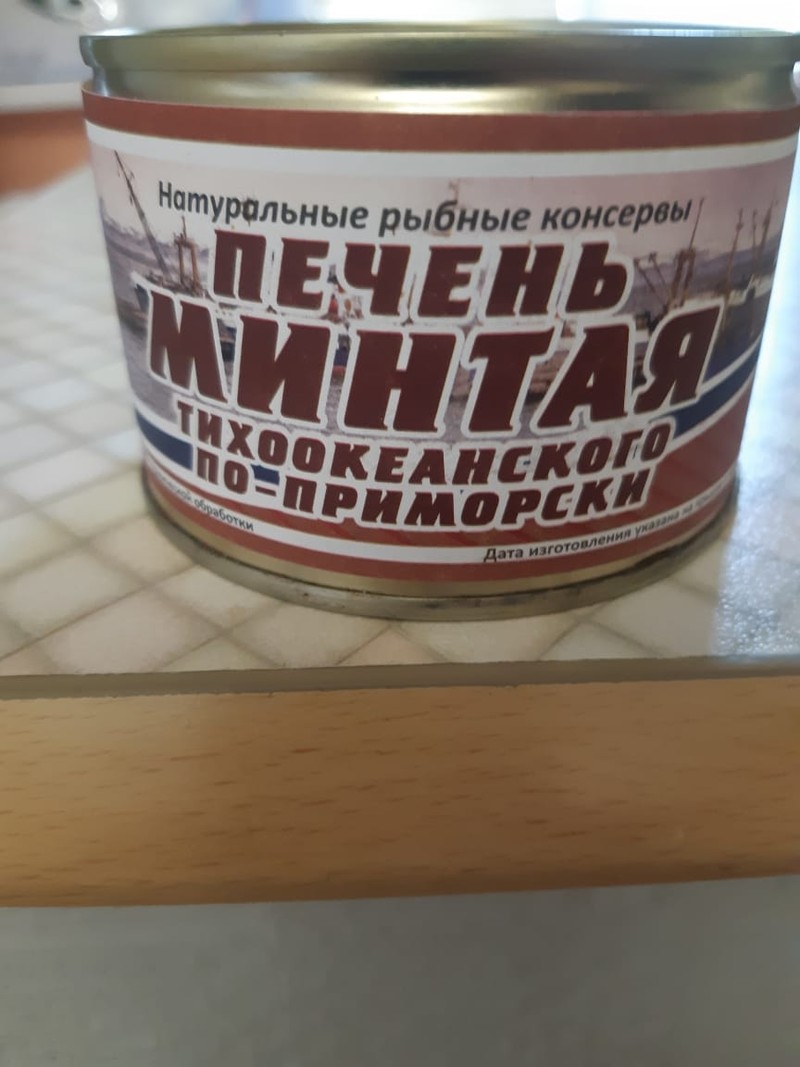 Натуральные рыбные консервы
ПЕЧЕНЬ
МИНТАЯ
ТИХООКЕАНСКОГО
ПО-ПРИМОРСКИ
обработки
Дата изготовления указана на